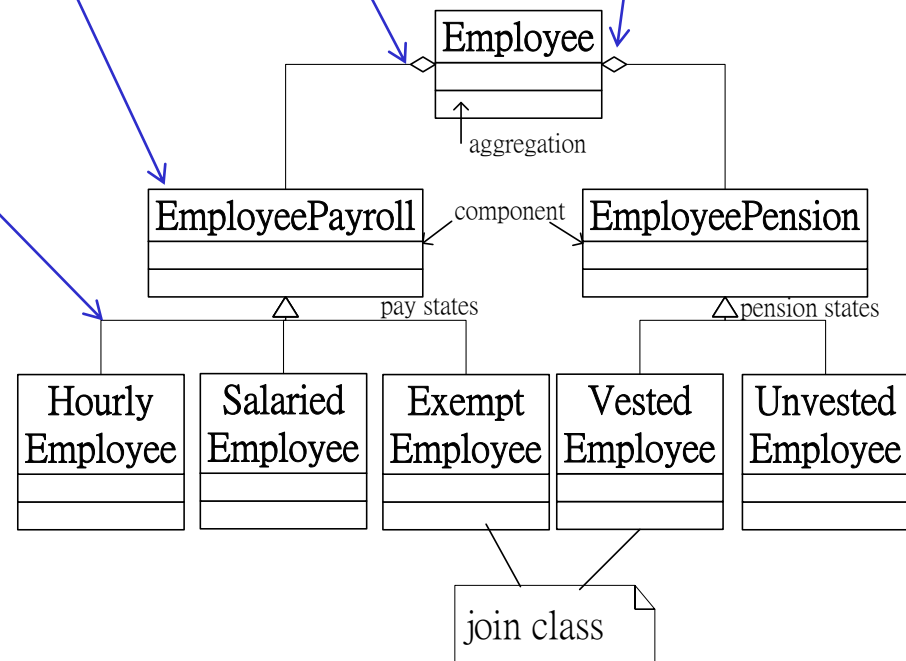 Employee
aggregation
EmployeePayroll
component
EmployeePension
pay states
pension states
Hourly
Employee
Salaried
Employee
Exempt
Employee
Vested
Employee
Unvested
Employee
join class